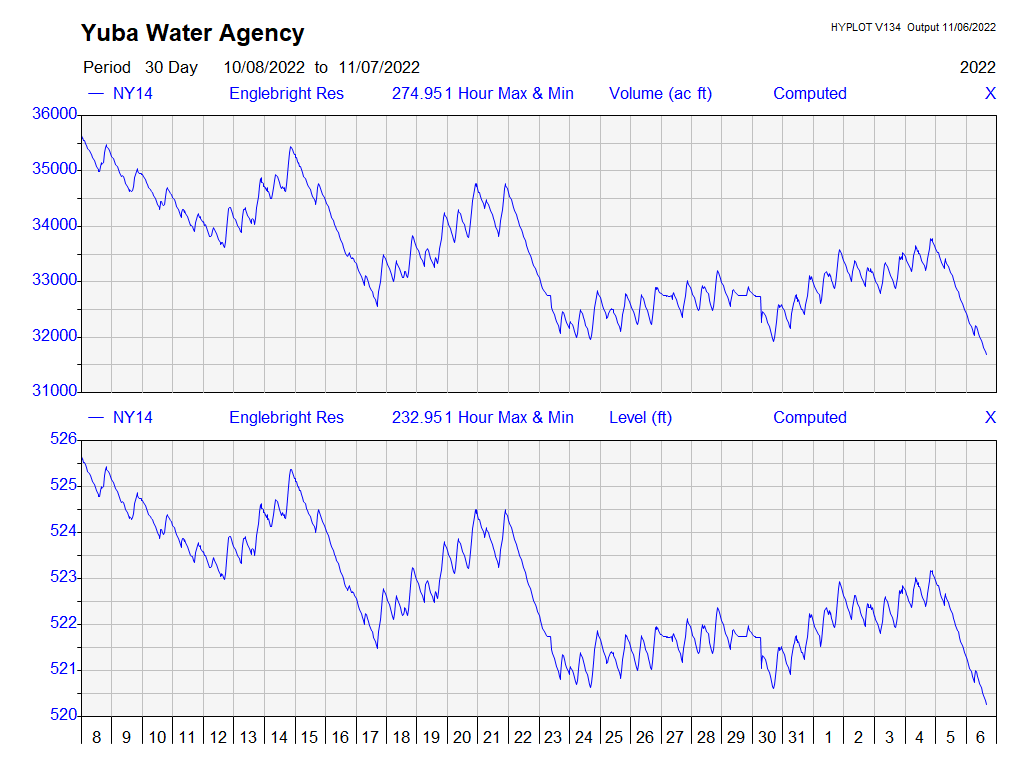 Yuba Water Agency
HYPLOT V134 Output 11/06/2022
Period 30 Day 10/08/2022 to 11/07/2022 2022
NY14 Englebright Res 274.951 Hour Max & Min Volume (ac ft) Computed X
36000
35000
34000
33000
32000
31000
NY14 Englebright Res 232.951 Hour Max & Min Level (ft) Computed X
526
525
524
523
522
521
520
8 9 10 11 12 13 14 15 16 17 18 19 20 21 22 23 24 25 26 27 28 29 30 31 1 2 3 4 5 6